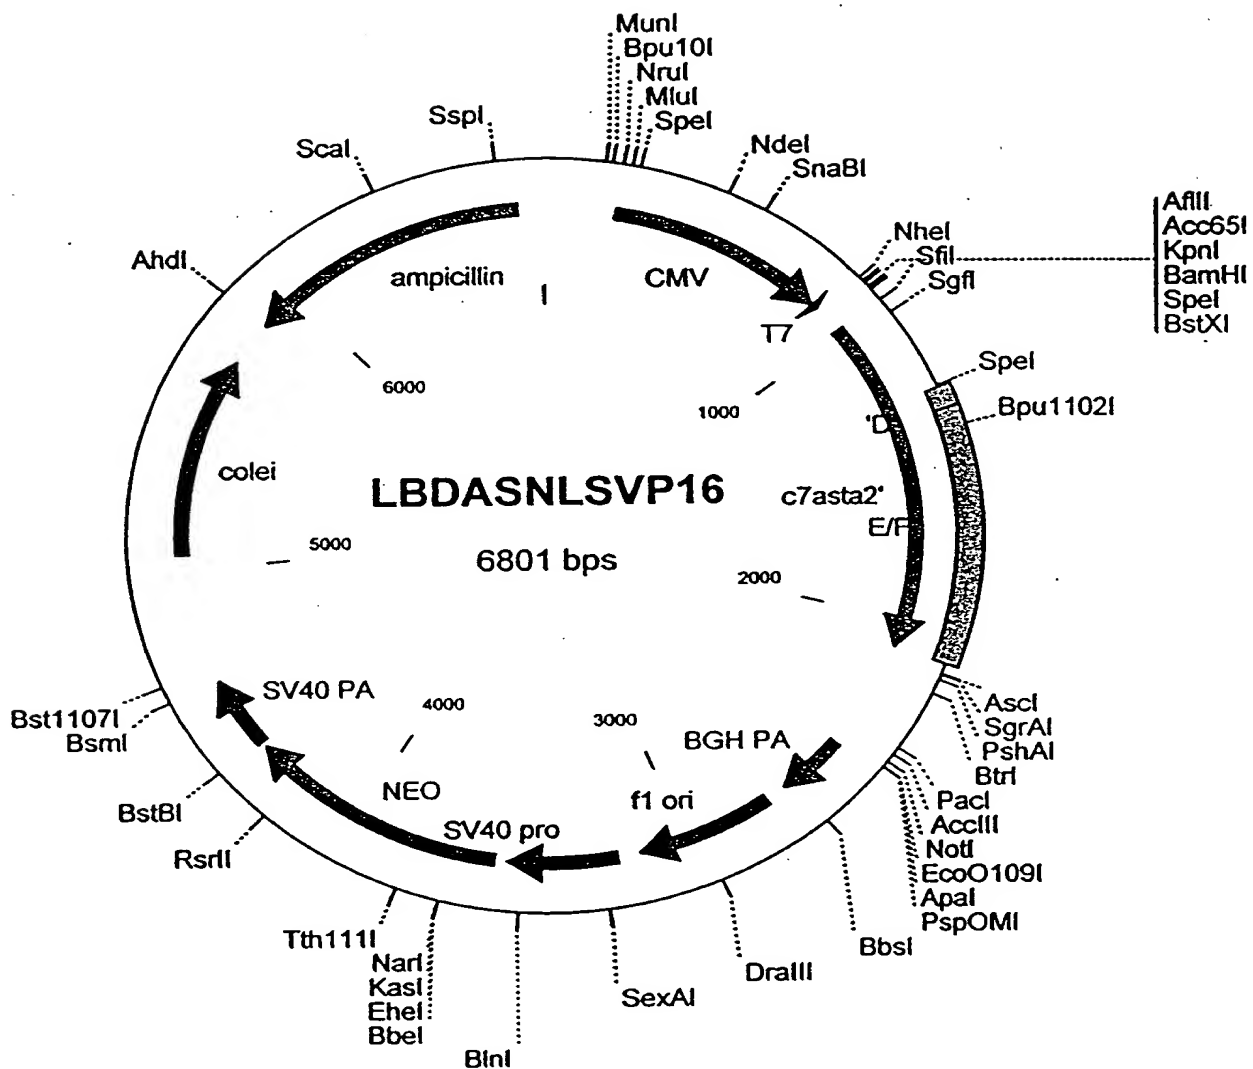 MunI
Bpu10I
NruI
MluI
SpeI
SspI
ScaI
NdeI
SnaBI
AflII
Acc65I
KpnI
BamHI
SpeI
BstXI
NheI
SfiI
SgfI
AhdI
ampicillin
I
CMV
T7
SpeI
6000
1000
Bpu1102I
'D
colei
LBDASNLSVP16
c7asta2'
E/F
5000
6801 bps
2000
SV40 PA
4000
3000
BGH PA
AscI
SgrAI
PshAI
BtrI
Bst1107I
BsmI
NEO
f1 ori
PacI
AccIII
NotI
EcoO109I
ApaI
PspOMI
BstBI
SV40 pro
RsrII
BbsI
Tth111I
NarI
KasI
EheI
BbeI
DraIII
SexAI
BlnI